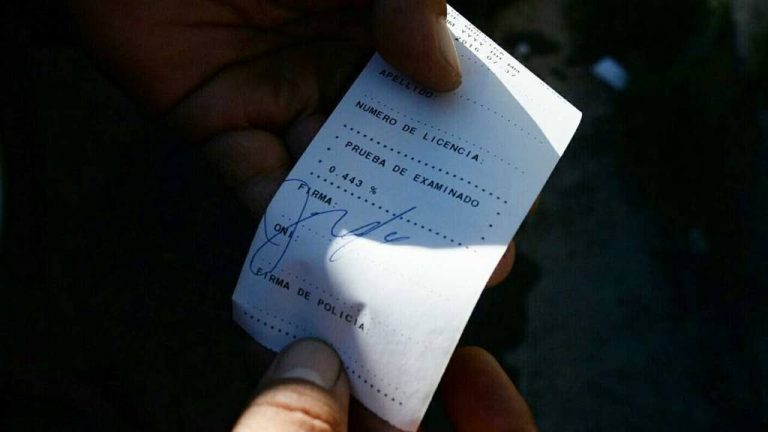 APELLIDO:
NUMERO DE LICENCIA:
PRUEBA DE EXAMINADO
0.443 %
FIRMA:
DNI:
FIRMA DE POLICIA: